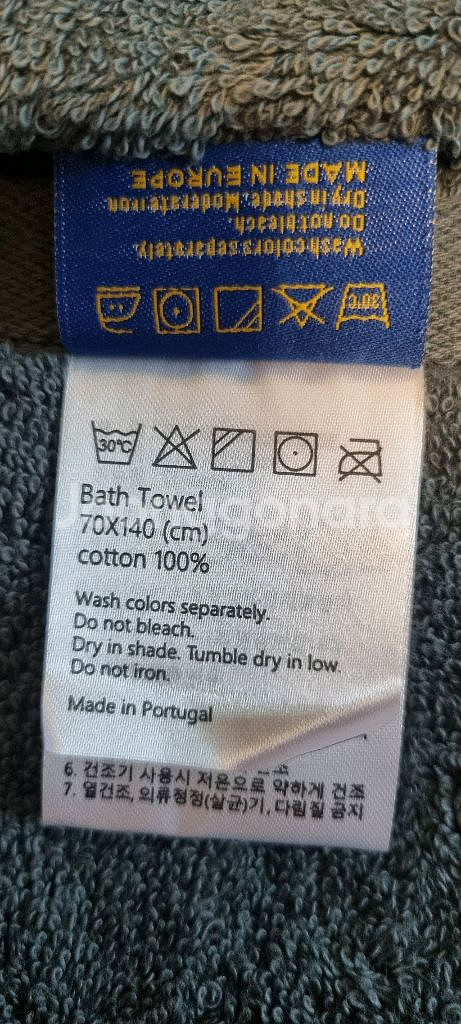 MADE IN EUROPE
Dry in shade. Moderate iron.
Do not bleach.
Wash colors separately.
30°C
30°C
Bath Towel
70X140 (cm)
cotton 100%
Wash colors separately.
Do not bleach.
Dry in shade. Tumble dry in low.
Do not iron.
Made in Portugal
6. 건조기 사용시 저온으로 약하게 건조
7. 열건조, 의류청정(살균)기, 다림질 금지